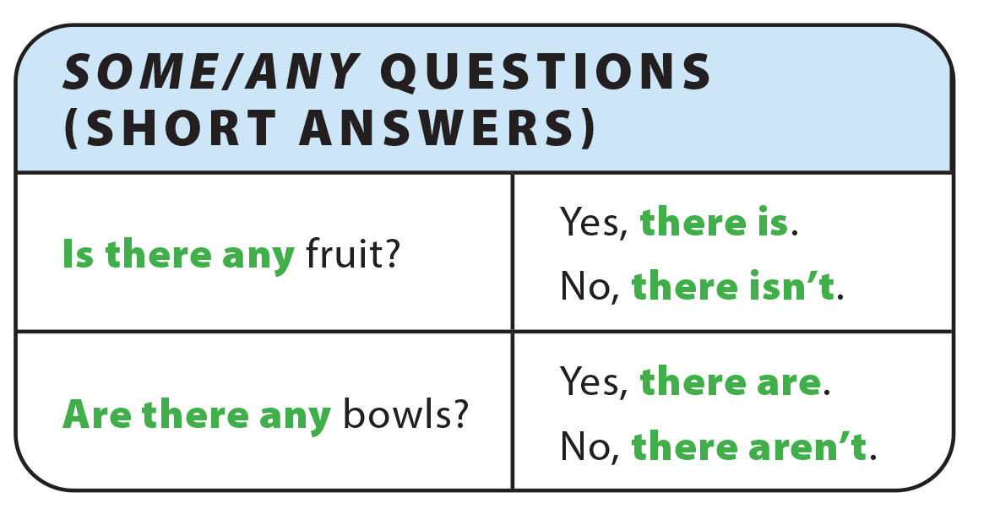 SOME/ANY QUESTIONS
(SHORT ANSWERS)
Is there any fruit?
Yes, there is.
No, there isn’t.
Are there any bowls?
Yes, there are.
No, there aren’t.